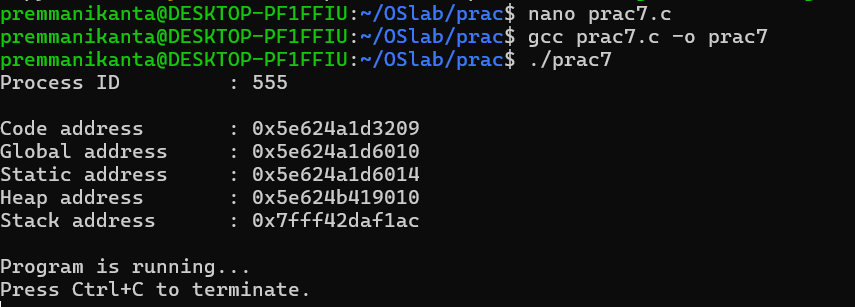 premmanikanta@DESKTOP-PF1FFIU:~/OSlab/prac$ nano prac7.c
premmanikanta@DESKTOP-PF1FFIU:~/OSlab/prac$ gcc prac7.c -o prac7
premmanikanta@DESKTOP-PF1FFIU:~/OSlab/prac$ ./prac7
Process ID : 555
Code address : 0x5e624a1d3209
Global address : 0x5e624a1d6010
Static address : 0x5e624a1d6014
Heap address : 0x5e624b419010
Stack address : 0x7fff42daf1ac
Program is running...
Press Ctrl+C to terminate.